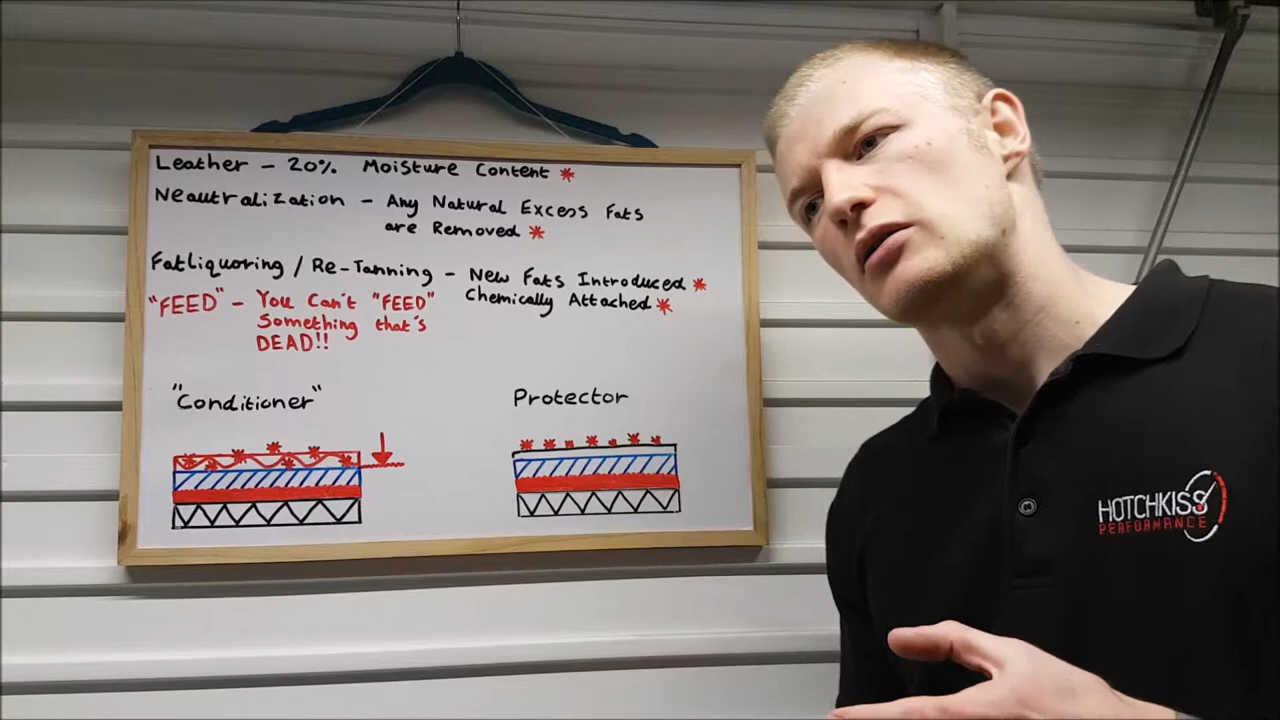 Leather - 20% Moisture Content *
Neautralization - Any Natural Excess Fats
are Removed *
Fatliquoring / Re-Tanning - New Fats Introduced *
Chemically Attached *
"FEED" - You Can't "FEED"
Something that's
DEAD!!
"Conditioner"
Protector
HOTCHKISS
PERFORMANCE